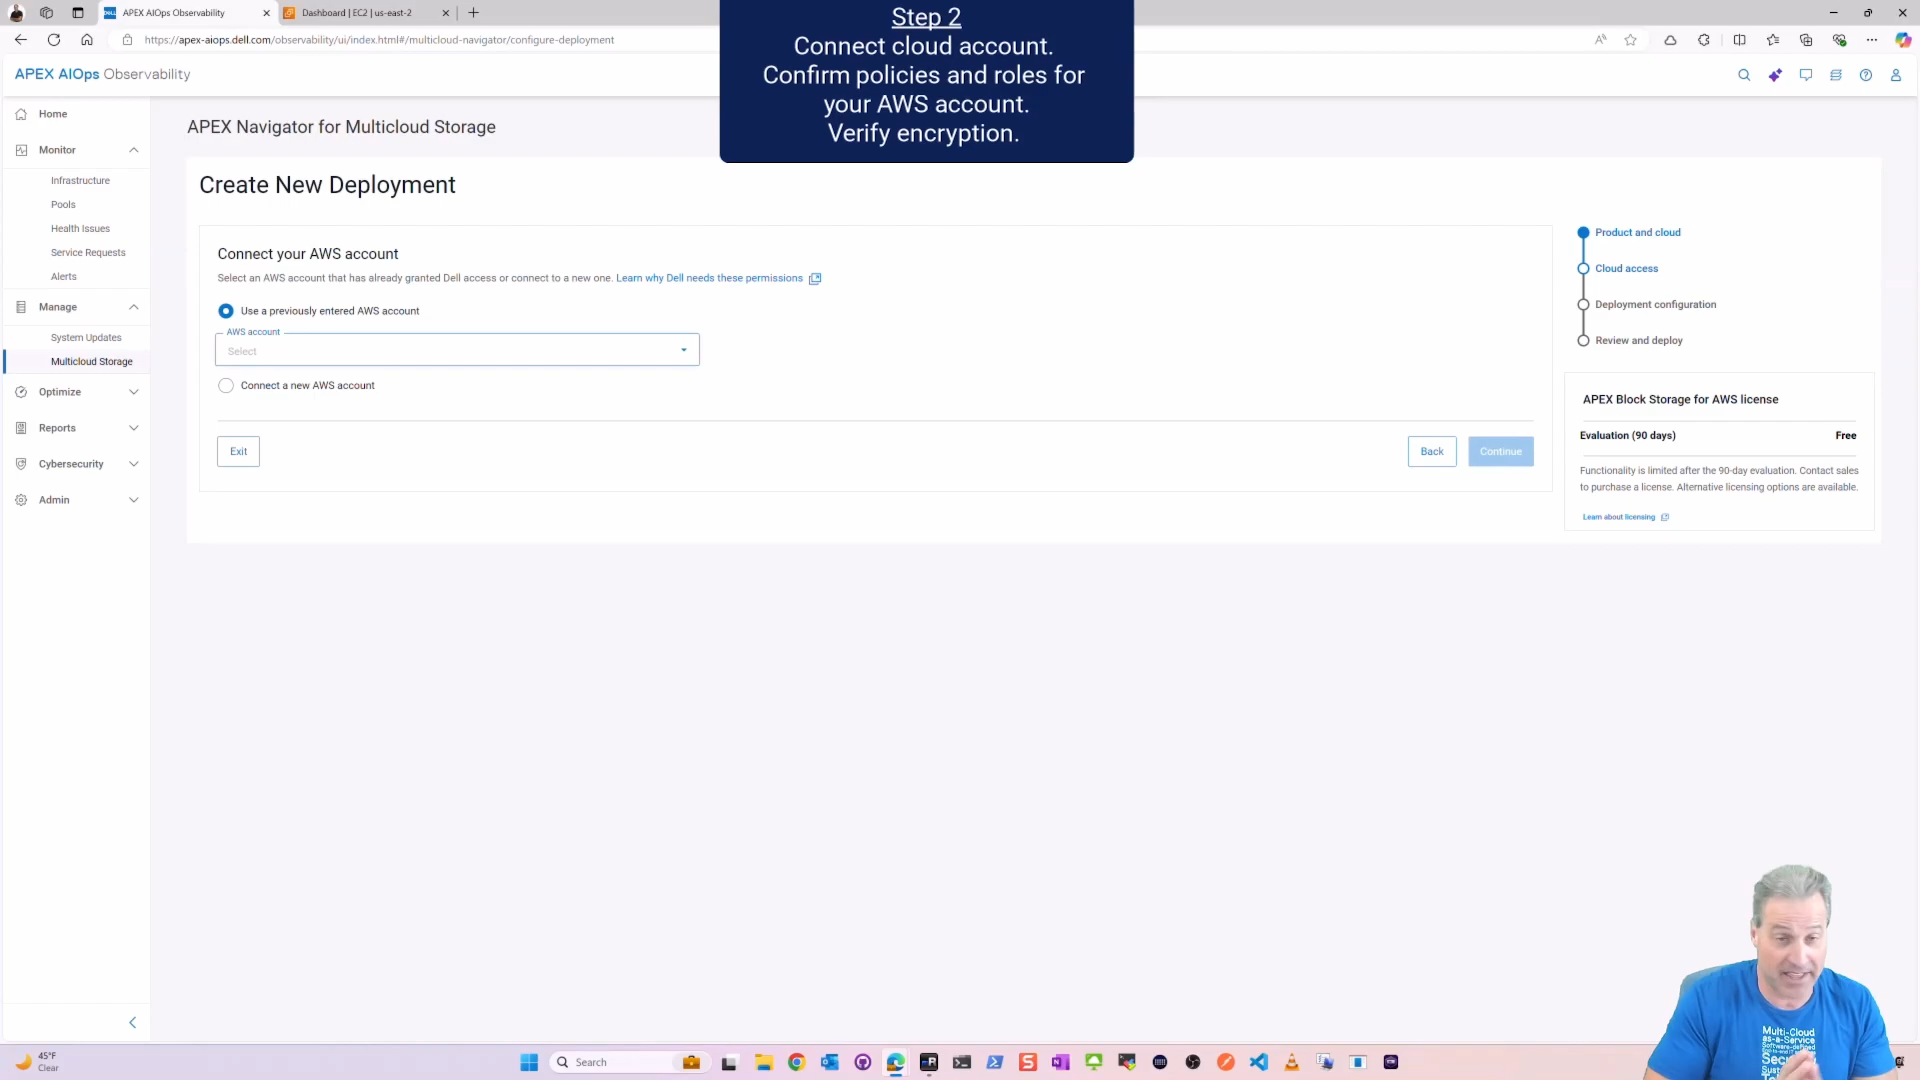 APEX AIOps Observability
Dashboard | EC2 | us-east-2
https://apex-aiops.dell.com/observability/ui/index.html#/multicloud-navigator/configure-deployment
Step 2
Connect cloud account.
Confirm policies and roles for
your AWS account.
Verify encryption.
APEX AIOps Observability
Home
Monitor
Infrastructure
Pools
Health Issues
Service Requests
Alerts
Manage
System Updates
Multicloud Storage
Optimize
Reports
Cybersecurity
Admin
APEX Navigator for Multicloud Storage
Create New Deployment
Connect your AWS account
Select an AWS account that has already granted Dell access or connect to a new one. Learn why Dell needs these permissions
Use a previously entered AWS account
AWS account
Select
Connect a new AWS account
Exit
Back
Continue
Product and cloud
Cloud access
Deployment configuration
Review and deploy
APEX Block Storage for AWS license
Evaluation (90 days)
Free
Functionality is limited after the 90-day evaluation. Contact sales
to purchase a license. Alternative licensing options are available.
Learn about licensing
Multi-Cloud
as-a-Service
Software-defined
45°F
Clear
Search